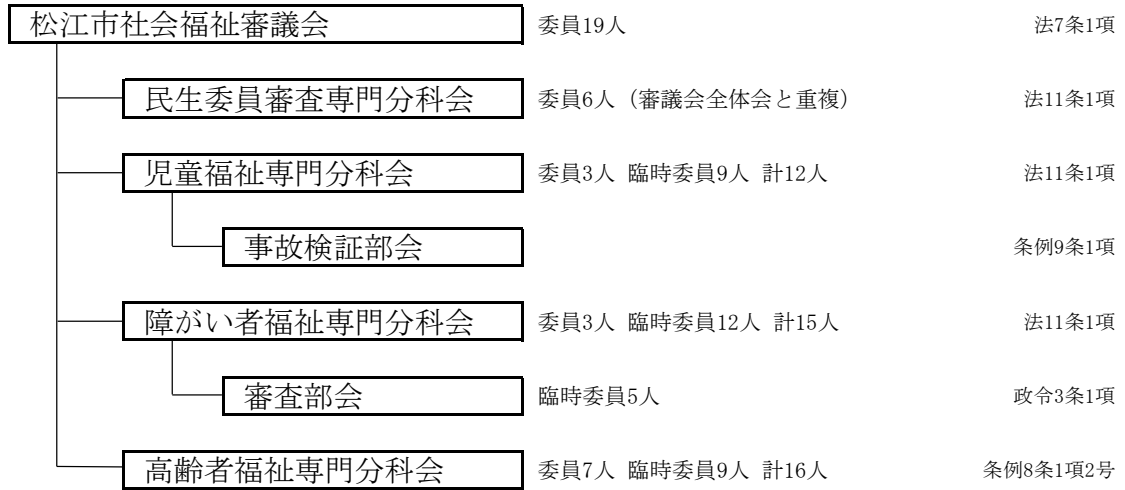 松江市社会福祉審議会 委員19人 法7条1項
民生委員審査専門分科会 委員6人（審議会全体会と重複） 法11条1項
児童福祉専門分科会 委員3人 臨時委員9人 計12人 法11条1項
事故検証部会 条例9条1項
障がい者福祉専門分科会 委員3人 臨時委員12人 計15人 法11条1項
審査部会 臨時委員5人 政令3条1項
高齢者福祉専門分科会 委員7人 臨時委員9人 計16人 条例8条1項2号